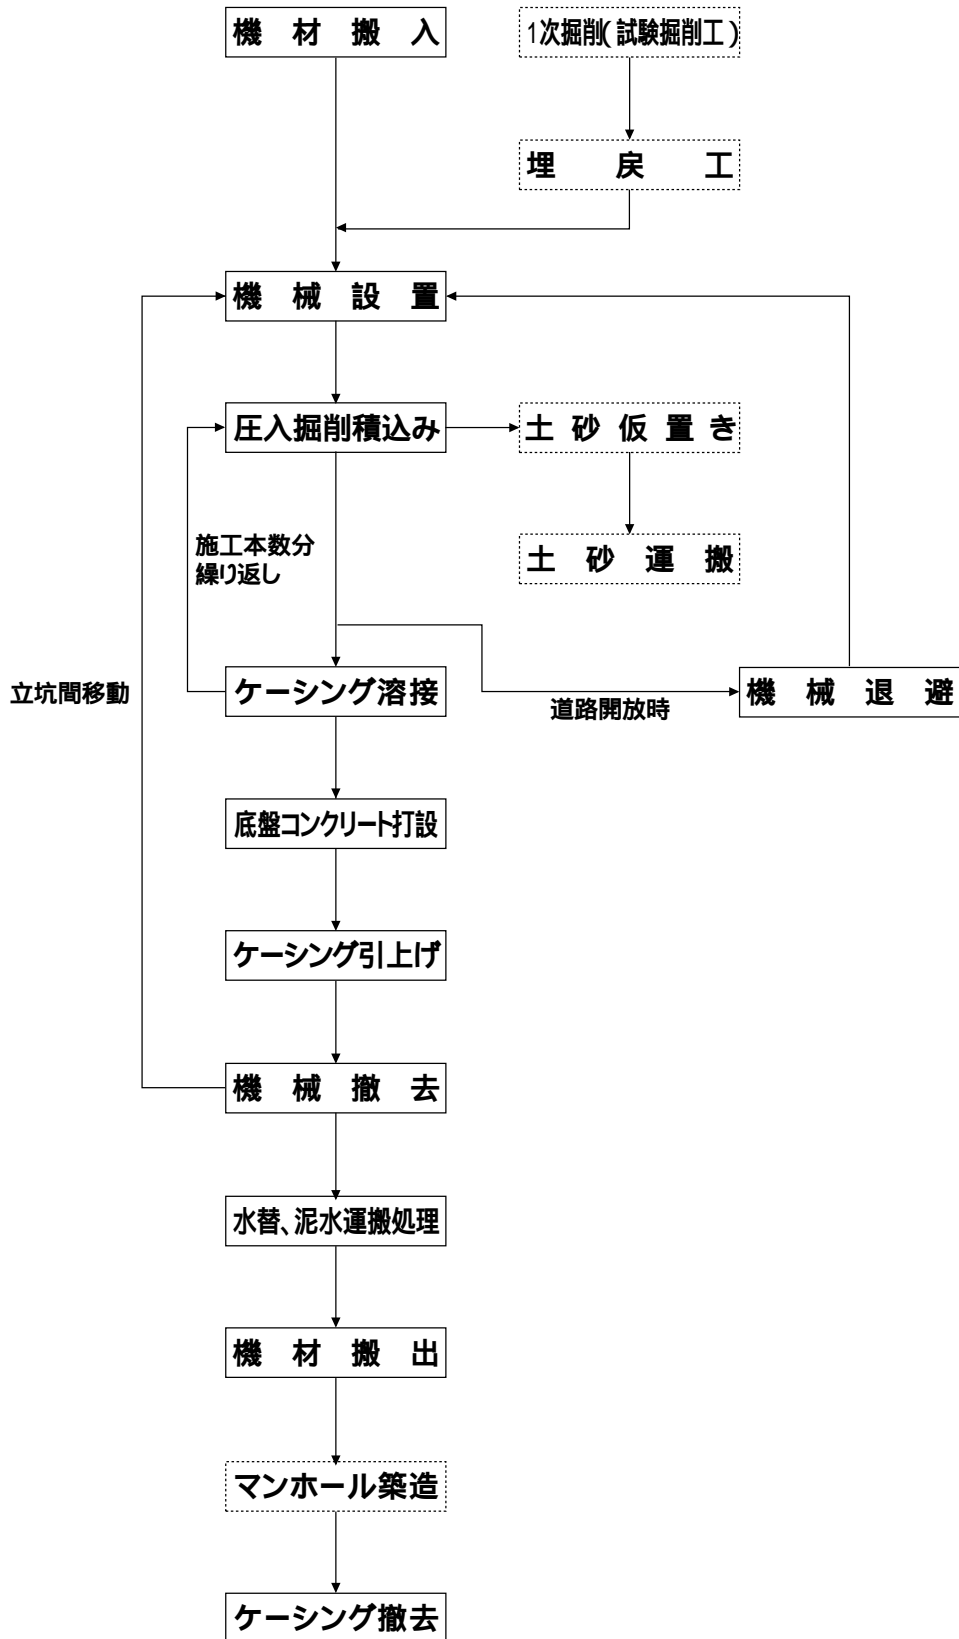 機材搬入
1次掘削(試験掘削工)
埋戻工
機械設置
圧入掘削積込み
土砂仮置き
施工本数分
繰り返し
土砂運搬
立坑間移動
ケーシング溶接
道路開放時
機械退避
底盤コンクリート打設
ケーシング引上げ
機械撤去
水替、泥水運搬処理
機材搬出
マンホール築造
ケーシング撤去